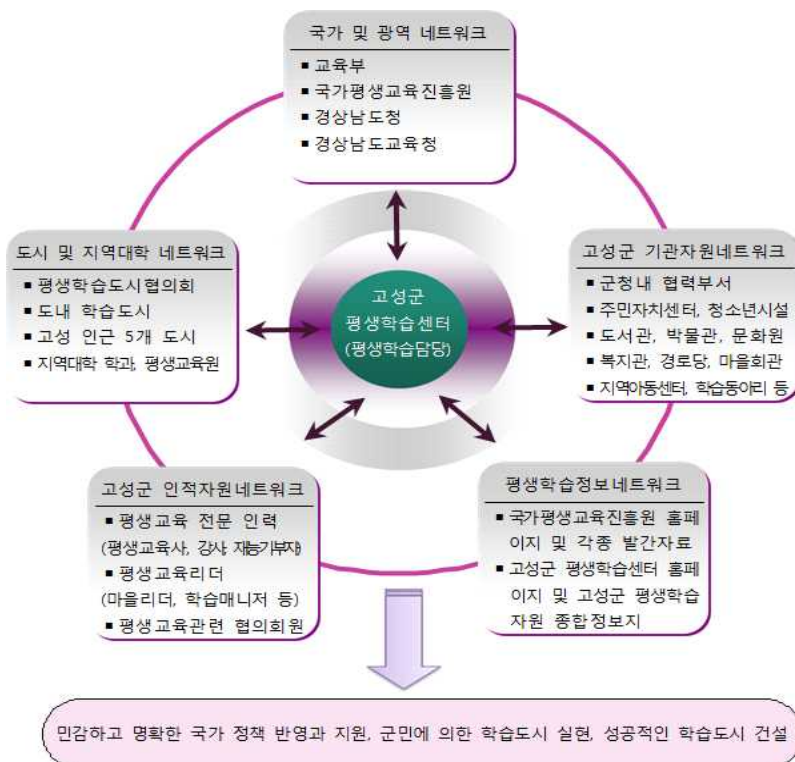 국가 및 광역 네트워크
▪ 교육부
▪ 국가평생교육진흥원
▪ 경상남도청
▪ 경상남도교육청
도시 및 지역대학 네트워크
▪ 평생학습도시협의회
▪ 도내 학습도시
▪ 고성 인근 5개 도시
▪ 지역대학 학과, 평생교육원
고성군
평생학습센터
(평생학습담당)
고성군 기관자원네트워크
▪ 군청내 협력부서
▪ 주민자치센터, 청소년시설
▪ 도서관, 박물관, 문화원
▪ 복지관, 경로당, 마을회관
▪ 지역아동센터, 학습동아리 등
고성군 인적자원네트워크
▪ 평생교육 전문 인력
(평생교육사, 강사, 재능기부자)
▪ 평생교육리더
(마을리더, 학습매니저 등)
▪ 평생교육관련 협의회원
평생학습정보네트워크
▪ 국가평생교육진흥원 홈페
이지 및 각종 발간자료
▪ 고성군 평생학습센터 홈페
이지 및 고성군 평생학습
자원 종합정보지
민감하고 명확한 국가 정책 반영과 지원, 군민에 의한 학습도시 실현, 성공적인 학습도시 건설